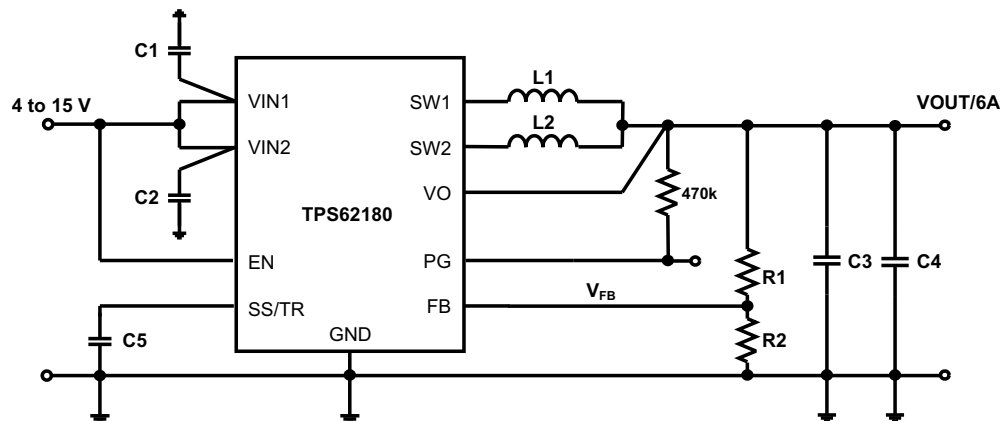 C1
4 to 15 V
C2
VIN1
VIN2
TPS62180
EN
SS/TR
GND
SW1
SW2
VO
PG
FB
L1
L2
VOUT/6A
470k
V_FB
R1
R2
C3
C4
C5